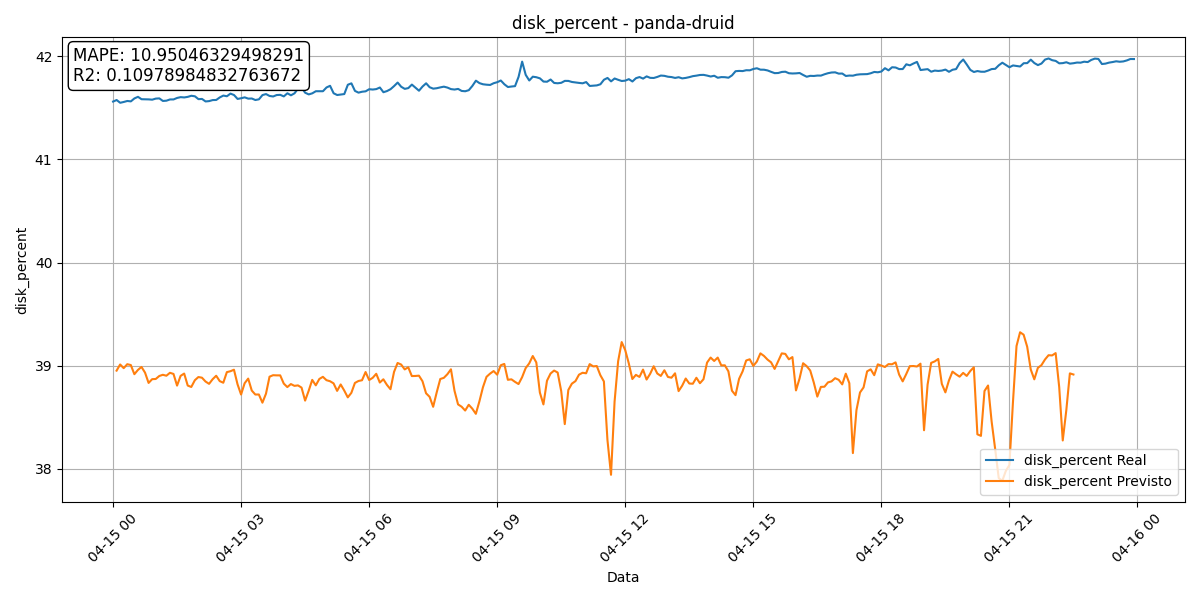 disk_percent - panda-druid
MAPE: 10.95046329498291
R2: 0.10978984832763672
42
41
40
39
38
disk_percent
disk_percent Real
disk_percent Previsto
04-15 00
04-15 03
04-15 06
04-15 09
04-15 12
04-15 15
04-15 18
04-15 21
04-16 00
Data